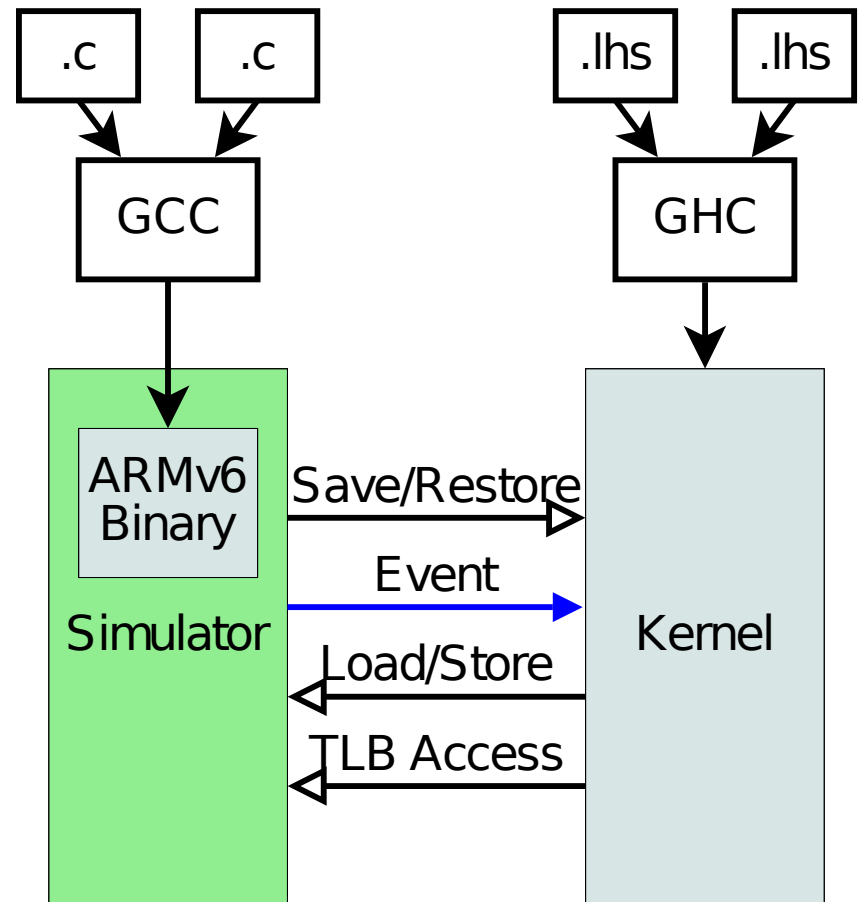 .c
.c
.lhs
.lhs
GCC
GHC
ARMv6
Binary
Save/Restore
Event
Simulator
Kernel
Load/Store
TLB Access